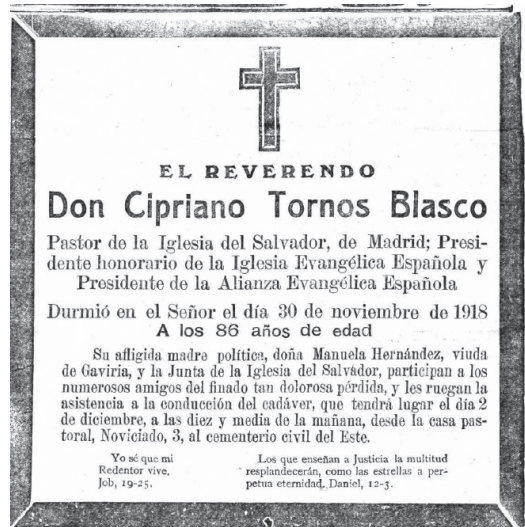 EL REVERENDO
Don Cipriano Tornos Blasco
Pastor de la Iglesia del Salvador, de Madrid; Presi-
dente honorario de la Iglesia Evangélica Española y
Presidente de la Alianza Evangélica Española
Durmió en el Señor el día 30 de noviembre de 1918
A los 86 años de edad
Su afligida madre política, doña Manuela Hernández, viuda
de Gaviria, y la Junta de la Iglesia del Salvador, participan a los
numerosos amigos del finado tan dolorosa pérdida, y les ruegan la
asistencia a la conducción del cadáver, que tendrá lugar el día 2
de diciembre, a las diez y media de la mañana, desde la casa pas-
toral, Noviciado, 3, al cementerio civil del Este.
Yo sé que mi
Redentor vive.
Job, 19-25.
Los que enseñan a Justicia la multitud
resplandecerán, como las estrellas a per-
petua eternidad. Daniel, 12-3.